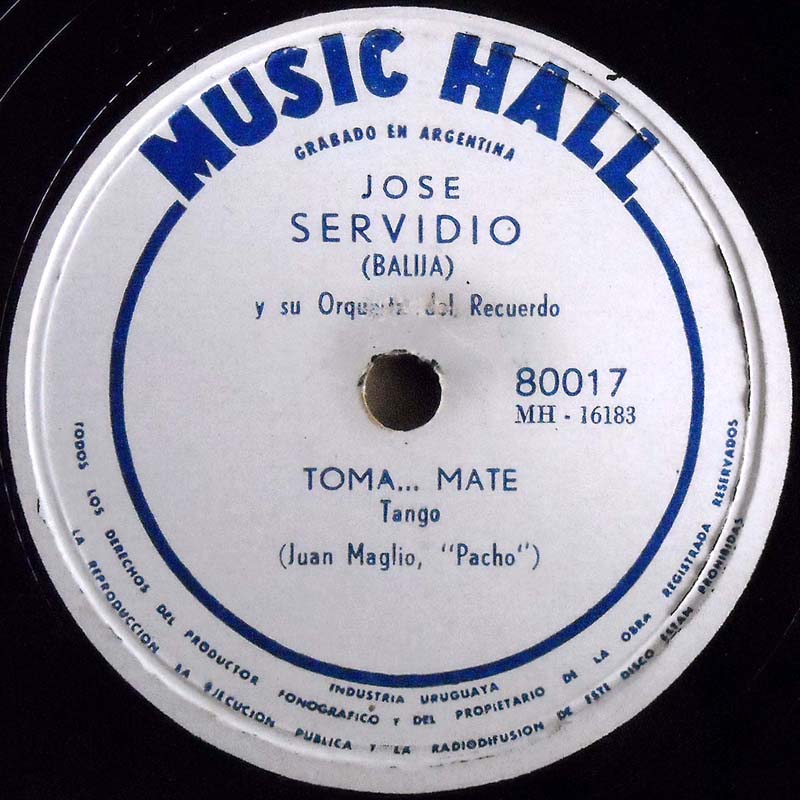 MUSIC HALL
GRABADO EN ARGENTINA
JOSE
SERVIDIO
(BALIJA)
y su Orquesta del Recuerdo
80017
MH - 16183
TOMA... MATE
Tango
(Juan Maglio, "Pacho")
INDUSTRIA URUGUAYA
TODOS LOS DERECHOS DEL PRODUCTOR FONOGRAFICO Y DEL PROPIETARIO DE LA OBRA REGISTRADA RESERVADOS
LA REPRODUCCION LA EJECUCION PUBLICA Y LA RADIODIFUSION DE ESTE DISCO ESTAN PROHIBIDAS